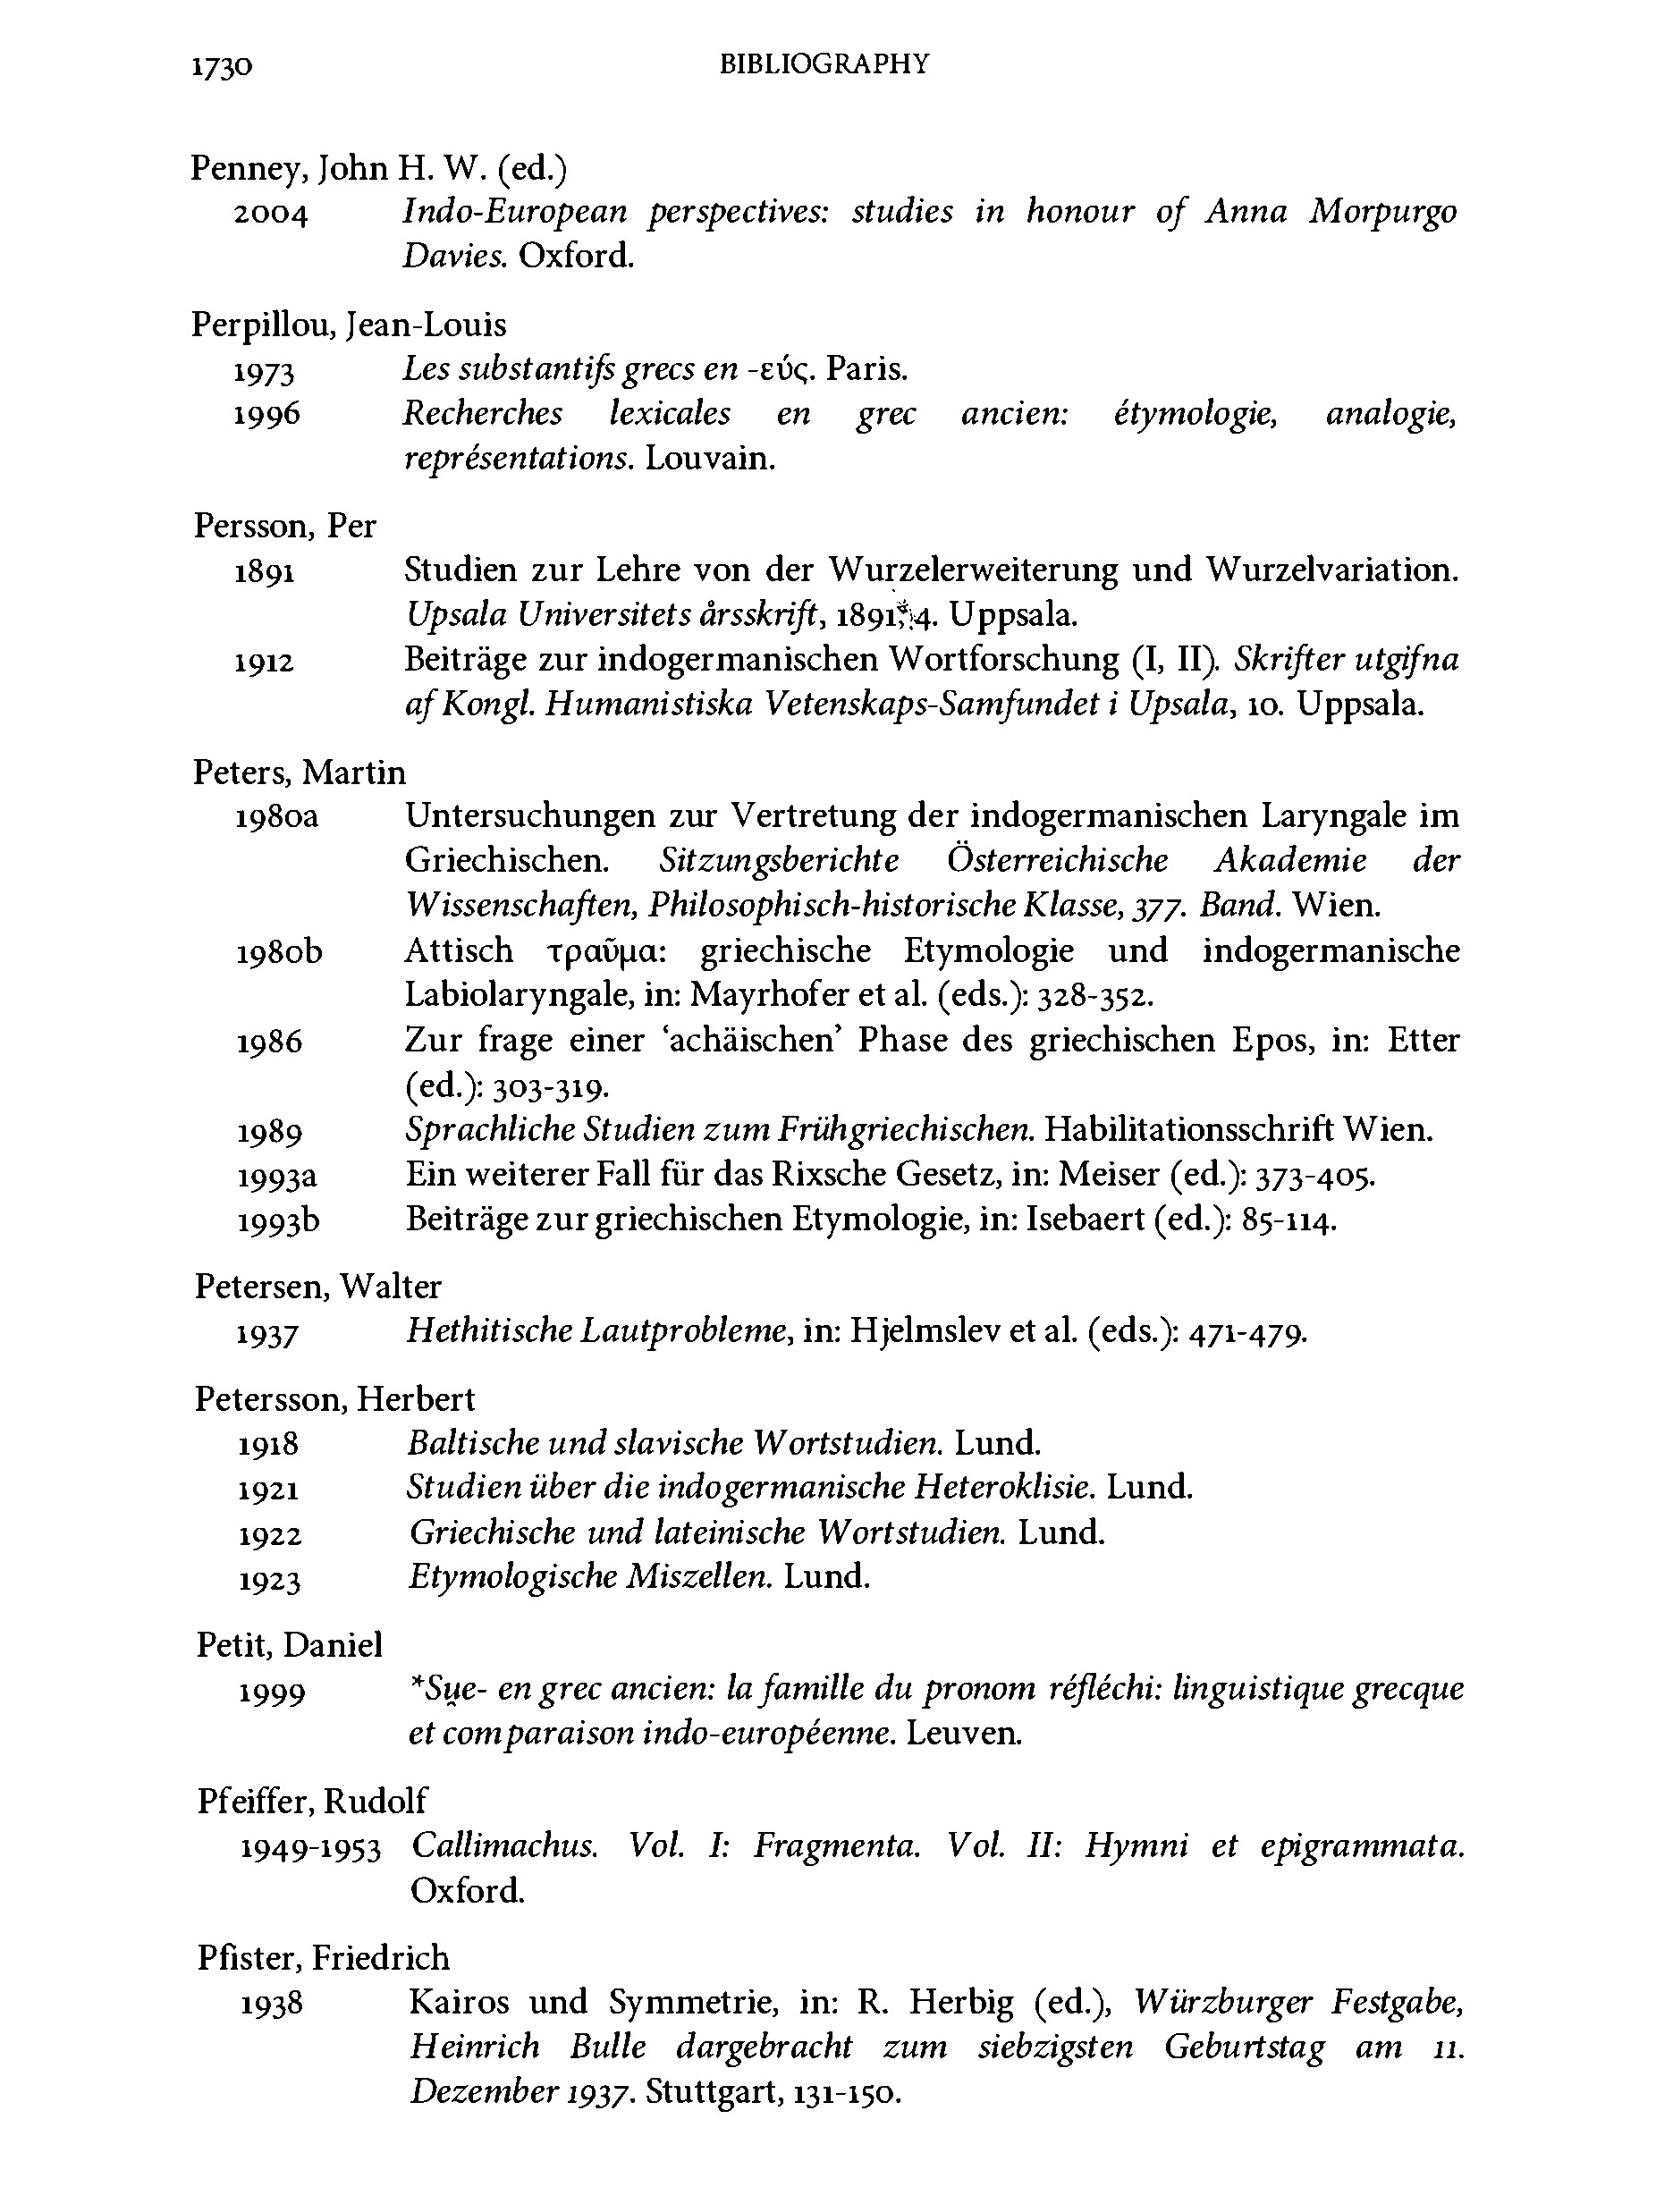 1730 BIBLIOGRAPHY
Penney, John H. W. (ed.)
2004 Indo-European perspectives: studies in honour of Anna Morpurgo
Davies. Oxford.
Perpillou, Jean-Louis
1973 Les substantifs grecs en -εύς. Paris.
1996 Recherches lexicales en grec ancien: étymologie, analogie,
représentations. Louvain.
Persson, Per
1891 Studien zur Lehre von der Wurzelerweiterung und Wurzelvariation.
Upsala Universitets årsskrift, 1891, 4. Uppsala.
1912 Beiträge zur indogermanischen Wortforschung (I, II). Skrifter utgifna
af Kongl. Humanistiska Vetenskaps-Samfundet i Upsala, 10. Uppsala.
Peters, Martin
1980a Untersuchungen zur Vertretung der indogermanischen Laryngale im
Griechischen. Sitzungsberichte Österreichische Akademie der
Wissenschaften, Philosophisch-historische Klasse, 377. Band. Wien.
1980b Attisch τραῦμα: griechische Etymologie und indogermanische
Labiolaryngale, in: Mayrhofer et al. (eds.): 328-352.
1986 Zur frage einer ‘achäischen’ Phase des griechischen Epos, in: Etter
(ed.): 303-319.
1989 Sprachliche Studien zum Frühgriechischen. Habilitationsschrift Wien.
1993a Ein weiterer Fall für das Rixsche Gesetz, in: Meiser (ed.): 373-405.
1993b Beiträge zur griechischen Etymologie, in: Isebaert (ed.): 85-114.
Petersen, Walter
1937 Hethitische Lautprobleme, in: Hjelmslev et al. (eds.): 471-479.
Petersson, Herbert
1918 Baltische und slavische Wortstudien. Lund.
1921 Studien über die indogermanische Heteroklisie. Lund.
1922 Griechische und lateinische Wortstudien. Lund.
1923 Etymologische Miszellen. Lund.
Petit, Daniel
1999 *Su̯e- en grec ancien: la famille du pronom réfléchi: linguistique grecque
et comparaison indo-européenne. Leuven.
Pfeiffer, Rudolf
1949-1953 Callimachus. Vol. I: Fragmenta. Vol. II: Hymni et epigrammata.
Oxford.
Pfister, Friedrich
1938 Kairos und Symmetrie, in: R. Herbig (ed.), Würzburger Festgabe,
Heinrich Bulle dargebracht zum siebzigsten Geburtstag am 11.
Dezember 1937. Stuttgart, 131-150.